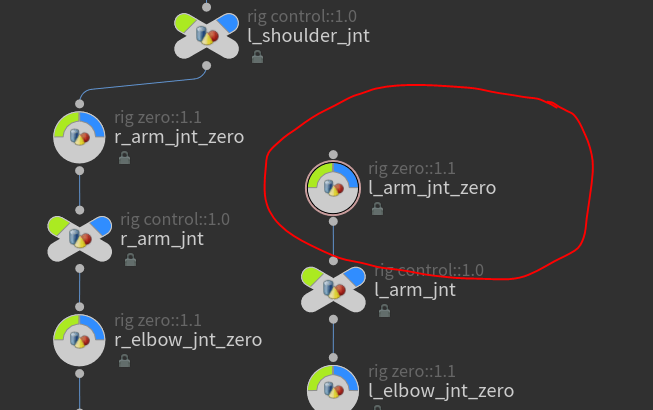 rig control::1.0
l_shoulder_jnt
rig zero::1.1
r_arm_jnt_zero
rig zero::1.1
l_arm_jnt_zero
rig control::1.0
r_arm_jnt
rig control::1.0
l_arm_jnt
rig zero::1.1
r_elbow_jnt_zero
rig zero::1.1
l_elbow_jnt_zero